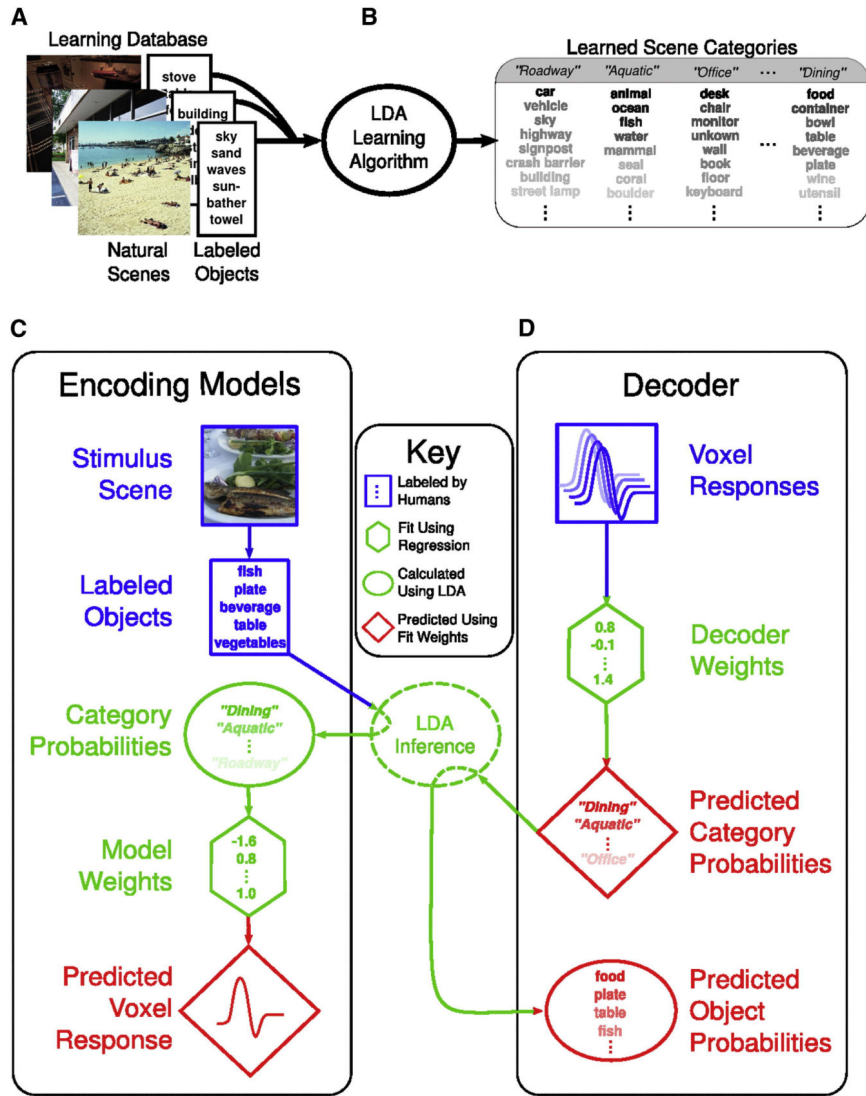 A
Learning Database
stove
building
sky
sand
waves
sun-
bather
towel
Natural
Scenes
Labeled
Objects
LDA
Learning
Algorithm
B
Learned Scene Categories
"Roadway" "Aquatic" "Office" ... "Dining"
car animal desk food
vehicle ocean chair container
sky fish monitor bowl
highway water unkown table
signpost mammal wall ... beverage
crash barrier seal book plate
building coral floor wine
street lamp boulder keyboard utensil
⋮ ⋮ ⋮ ⋮
C
Encoding Models
Stimulus
Scene
Labeled
Objects
fish
plate
beverage
table
vegetables
Category
Probabilities
"Dining"
"Aquatic"
⋮
"Roadway"
Model
Weights
-1.6
0.8
⋮
1.0
Predicted
Voxel
Response
Key
⋮
Labeled by
Humans
Fit Using
Regression
Calculated
Using LDA
Predicted Using
Fit Weights
LDA
Inference
D
Decoder
Voxel
Responses
0.8
-0.1
⋮
1.4
Decoder
Weights
"Dining"
"Aquatic"
⋮
"Office"
Predicted
Category
Probabilities
food
plate
table
fish
⋮
Predicted
Object
Probabilities